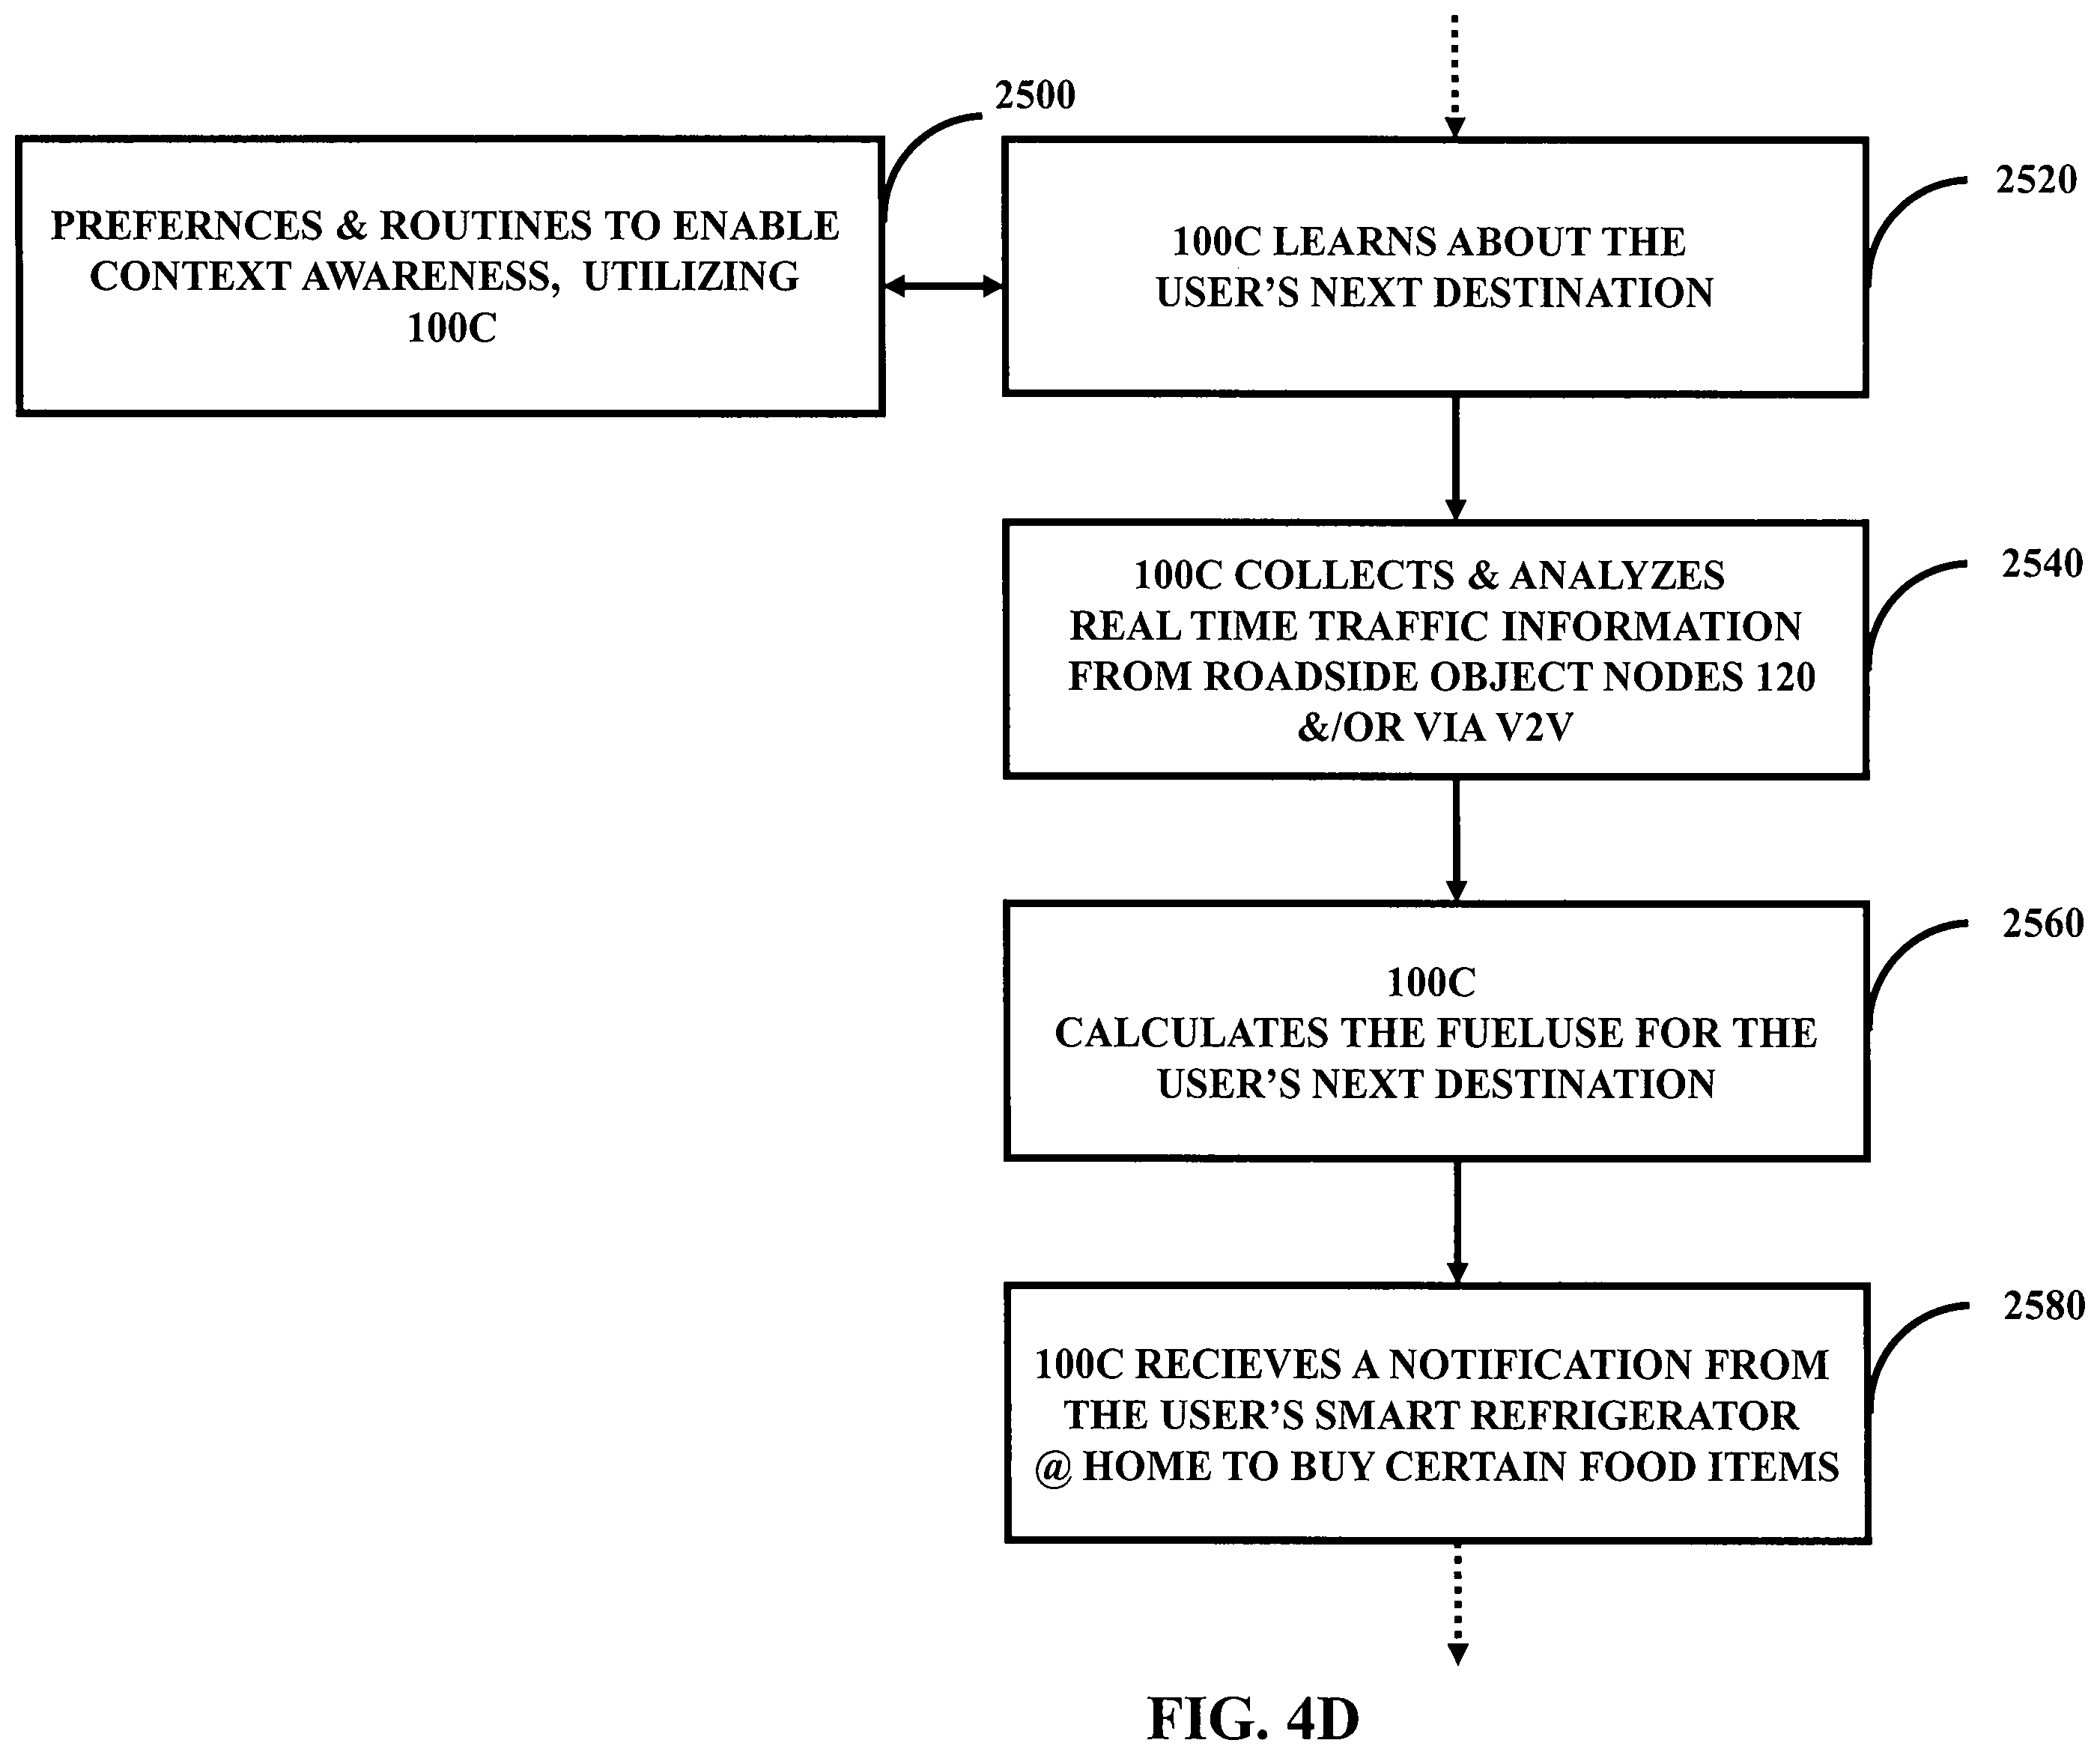 2500
PREFERNCES & ROUTINES TO ENABLE
CONTEXT AWARENESS, UTILIZING
100C
2520
100C LEARNS ABOUT THE
USER'S NEXT DESTINATION
2540
100C COLLECTS & ANALYZES
REAL TIME TRAFFIC INFORMATION
FROM ROADSIDE OBJECT NODES 120
&/OR VIA V2V
2560
100C
CALCULATES THE FUELUSE FOR THE
USER'S NEXT DESTINATION
2580
100C RECIEVES A NOTIFICATION FROM
THE USER'S SMART REFRIGERATOR
@ HOME TO BUY CERTAIN FOOD ITEMS
FIG. 4D